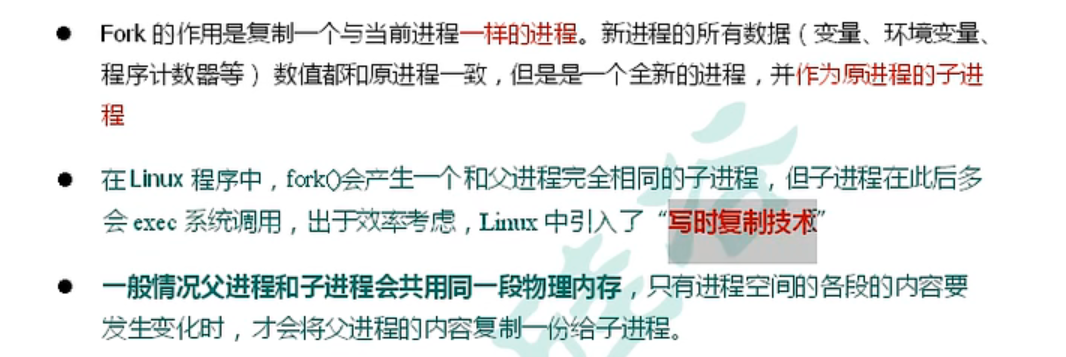 ● Fork 的作用是复制一个与当前进程一样的进程。新进程的所有数据（变量、环境变量、
程序计数器等） 数值都和原进程一致，但是是一个全新的进程，并作为原进程的子进
程
● 在Linux 程序中，fork()会产生一个和父进程完全相同的子进程，但子进程在此后多
会 exec 系统调用，出于效率考虑，Linux 中引入了“写时复制技术”
● 一般情况父进程和子进程会共用同一段物理内存，只有进程空间的各段的内容要
发生变化时，才会将父进程的内容复制一份给子进程。